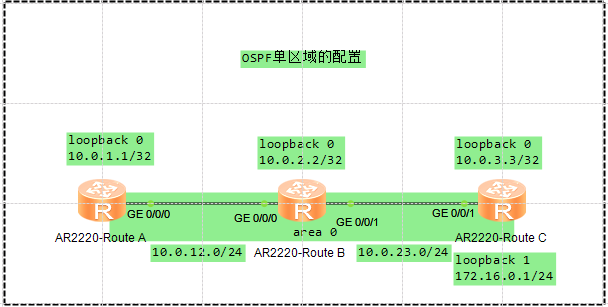 OSPF单区域的配置
loopback 0
10.0.1.1/32
loopback 0
10.0.2.2/32
loopback 0
10.0.3.3/32
R
R
R
GE 0/0/0
GE 0/0/0
GE 0/0/1
GE 0/0/1
area 0
AR2220-Route A
AR2220-Route B
AR2220-Route C
10.0.12.0/24
10.0.23.0/24
loopback 1
172.16.0.1/24